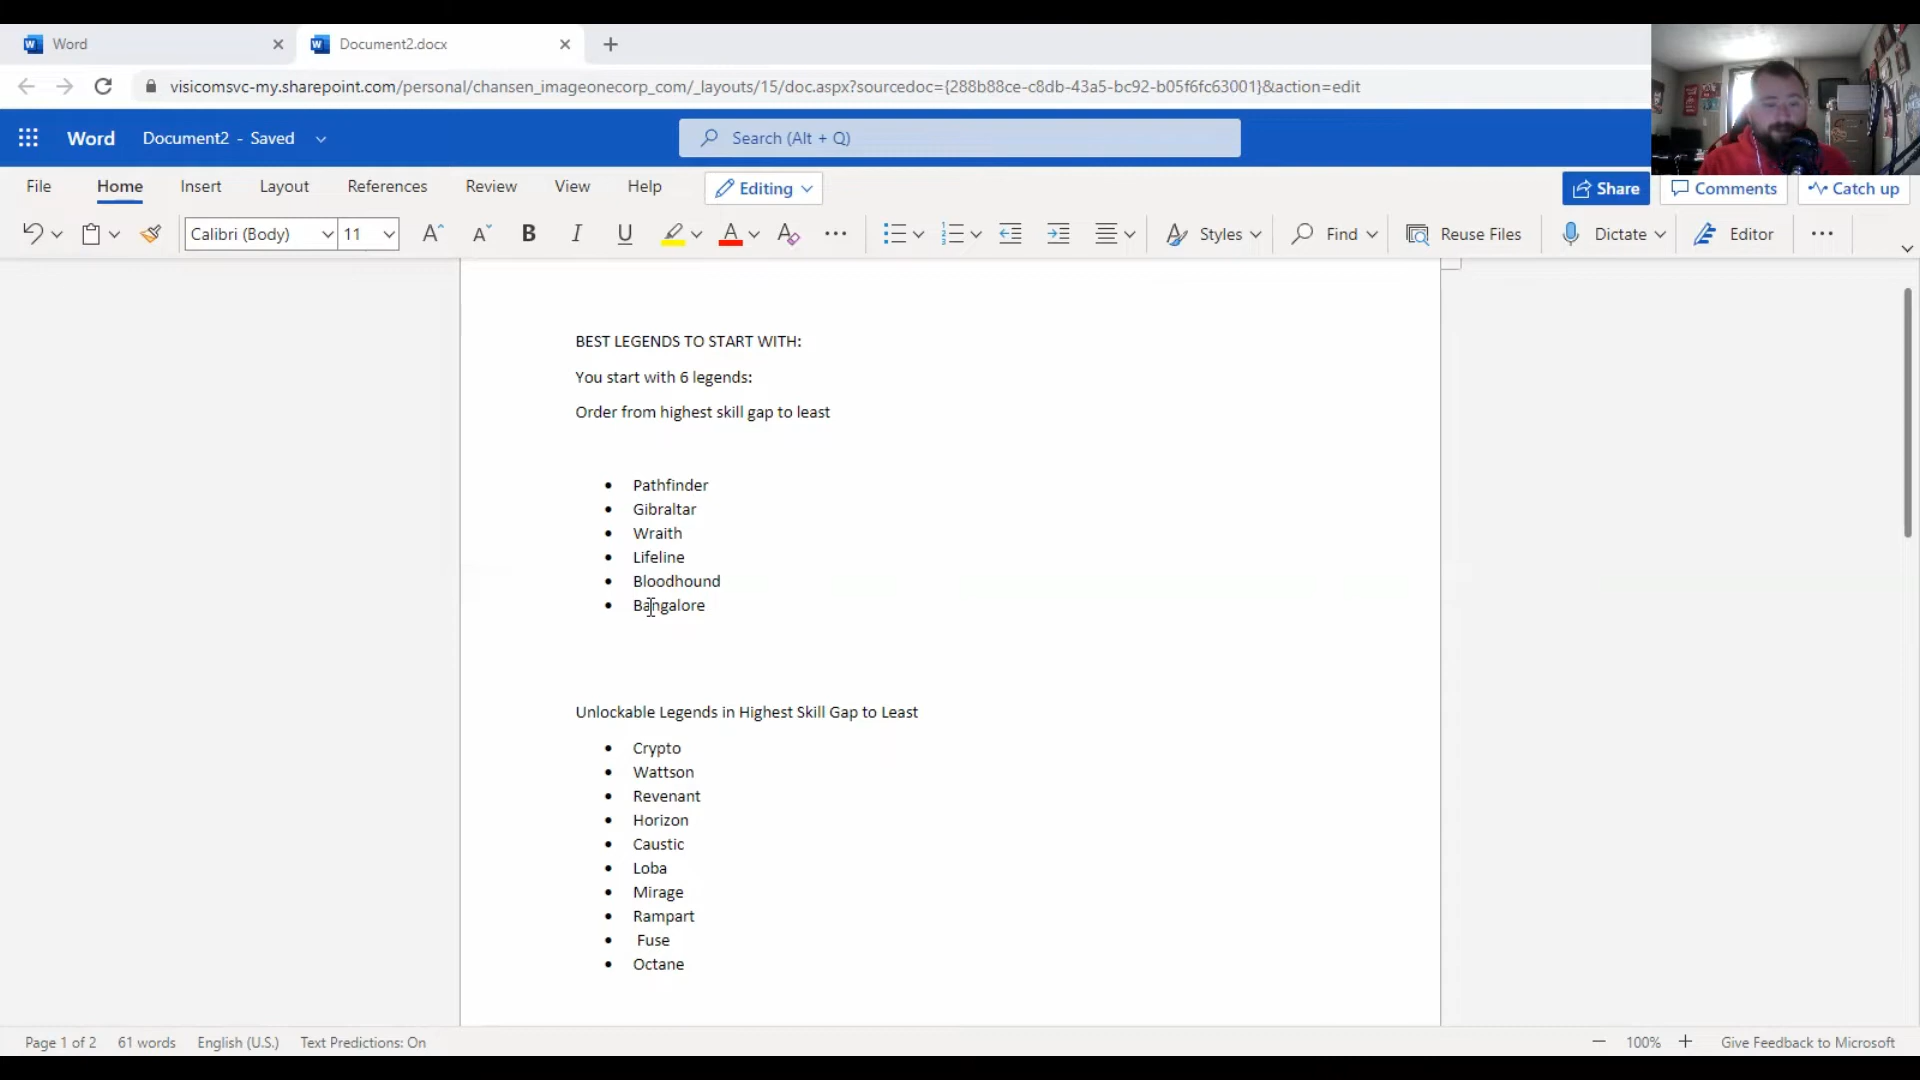 Word
Document2.docx
visicomsvc-my.sharepoint.com/personal/chansen_imageonecorp_com/_layouts/15/doc.aspx?sourcedoc={288b88ce-c8db-43a5-bc92-b05f6fc63001}&action=edit
Word Document2 - Saved Search (Alt + Q)
File Home Insert Layout References Review View Help Editing Share Comments Catch up
Calibri (Body) 11 A A B I U A A Styles Find Reuse Files Dictate Editor
BEST LEGENDS TO START WITH:
You start with 6 legends:
Order from highest skill gap to least
• Pathfinder
• Gibraltar
• Wraith
• Lifeline
• Bloodhound
• Bangalore
Unlockable Legends in Highest Skill Gap to Least
• Crypto
• Wattson
• Revenant
• Horizon
• Caustic
• Loba
• Mirage
• Rampart
• Fuse
• Octane
Page 1 of 2 61 words English (U.S.) Text Predictions: On 100% Give Feedback to Microsoft